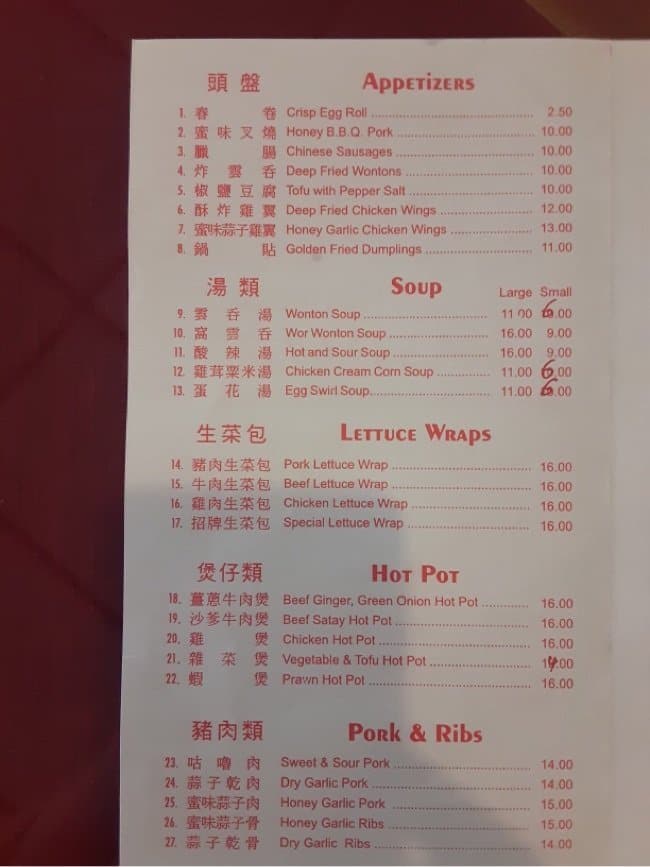 頭盤 APPETIZERS
1. 春卷 Crisp Egg Roll 2.50
2. 蜜味叉燒 Honey B.B.Q. Pork 10.00
3. 臘腸 Chinese Sausages 10.00
4. 炸雲吞 Deep Fried Wontons 10.00
5. 椒鹽豆腐 Tofu with Pepper Salt 10.00
6. 酥炸雞翼 Deep Fried Chicken Wings 12.00
7. 蜜味蒜子雞翼 Honey Garlic Chicken Wings 13.00
8. 鍋貼 Golden Fried Dumplings 11.00
湯類 SOUP Large Small
9. 雲吞湯 Wonton Soup 11.00 6.00
10. 窩雲吞 Wor Wonton Soup 16.00 9.00
11. 酸辣湯 Hot and Sour Soup 16.00 9.00
12. 雞茸粟米湯 Chicken Cream Corn Soup 11.00 6.00
13. 蛋花湯 Egg Swirl Soup 11.00 6.00
生菜包 LETTUCE WRAPS
14. 豬肉生菜包 Pork Lettuce Wrap 16.00
15. 牛肉生菜包 Beef Lettuce Wrap 16.00
16. 雞肉生菜包 Chicken Lettuce Wrap 16.00
17. 招牌生菜包 Special Lettuce Wrap 16.00
煲仔類 HOT POT
18. 薑蔥牛肉煲 Beef Ginger, Green Onion Hot Pot 16.00
19. 沙爹牛肉煲 Beef Satay Hot Pot 16.00
20. 雞煲 Chicken Hot Pot 16.00
21. 雜菜煲 Vegetable & Tofu Hot Pot 14.00
22. 蝦煲 Prawn Hot Pot 16.00
豬肉類 PORK & RIBS
23. 咕嚕肉 Sweet & Sour Pork 14.00
24. 蒜子乾肉 Dry Garlic Pork 14.00
25. 蜜味蒜子肉 Honey Garlic Pork 15.00
26. 蜜味蒜子骨 Honey Garlic Ribs 15.00
27. 蒜子乾骨 Dry Garlic Ribs 14.00